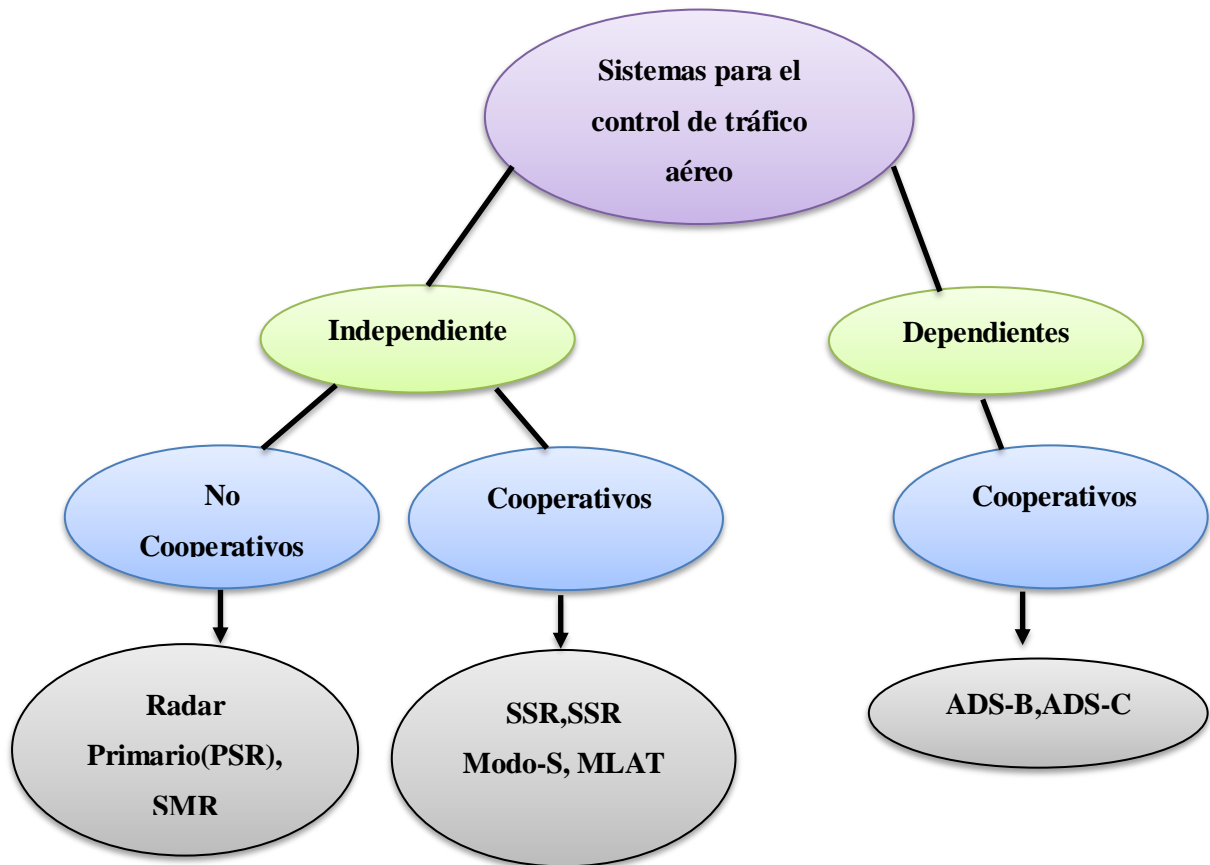 Sistemas para el
control de tráfico
aéreo
Independiente
Dependientes
No
Cooperativos
Cooperativos
Cooperativos
Radar
Primario(PSR),
SMR
SSR,SSR
Modo-S, MLAT
ADS-B,ADS-C